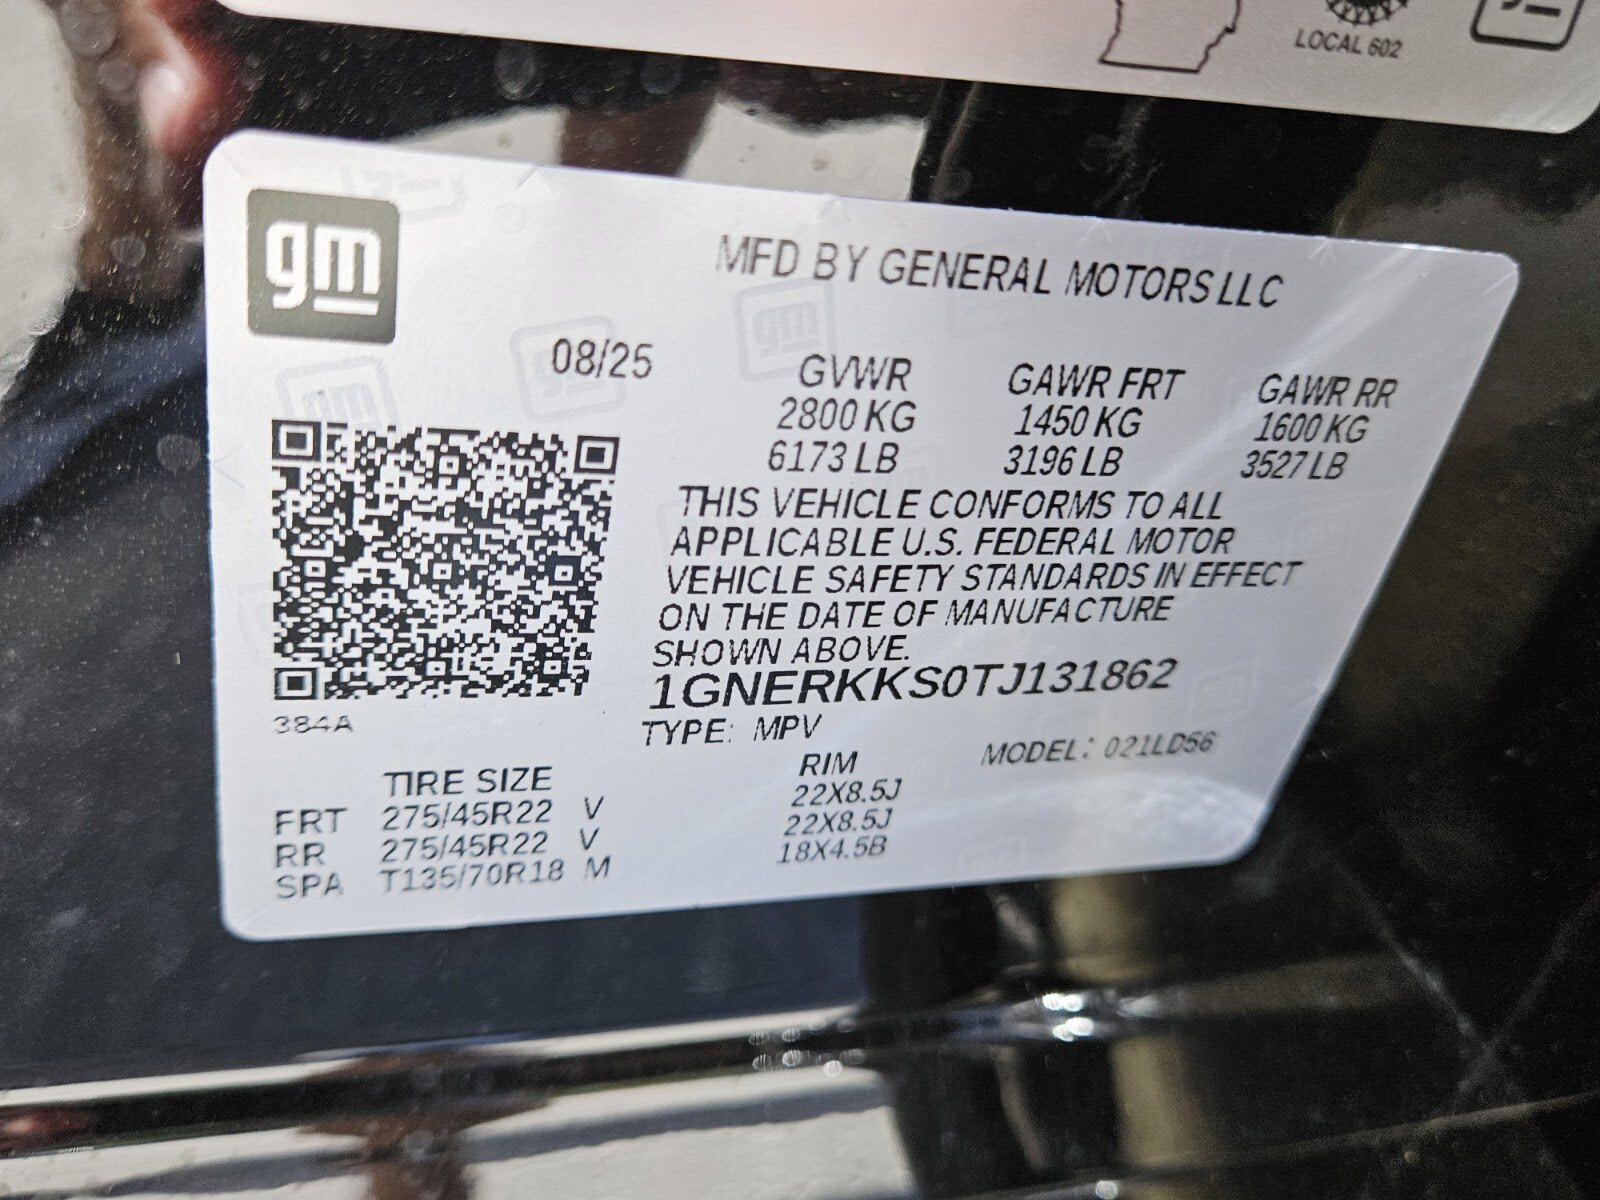 LOCAL 602
gm
MFD BY GENERAL MOTORS LLC
08/25
GVWR GAWR FRT GAWR RR
2800 KG 1450 KG 1600 KG
6173 LB 3196 LB 3527 LB
THIS VEHICLE CONFORMS TO ALL
APPLICABLE U.S. FEDERAL MOTOR
VEHICLE SAFETY STANDARDS IN EFFECT
ON THE DATE OF MANUFACTURE
SHOWN ABOVE.
1GNERKKS0TJ131862
384A
TYPE: MPV
MODEL: 021LD56
TIRE SIZE RIM
FRT 275/45R22 V 22X8.5J
RR 275/45R22 V 22X8.5J
SPA T135/70R18 M 18X4.5B